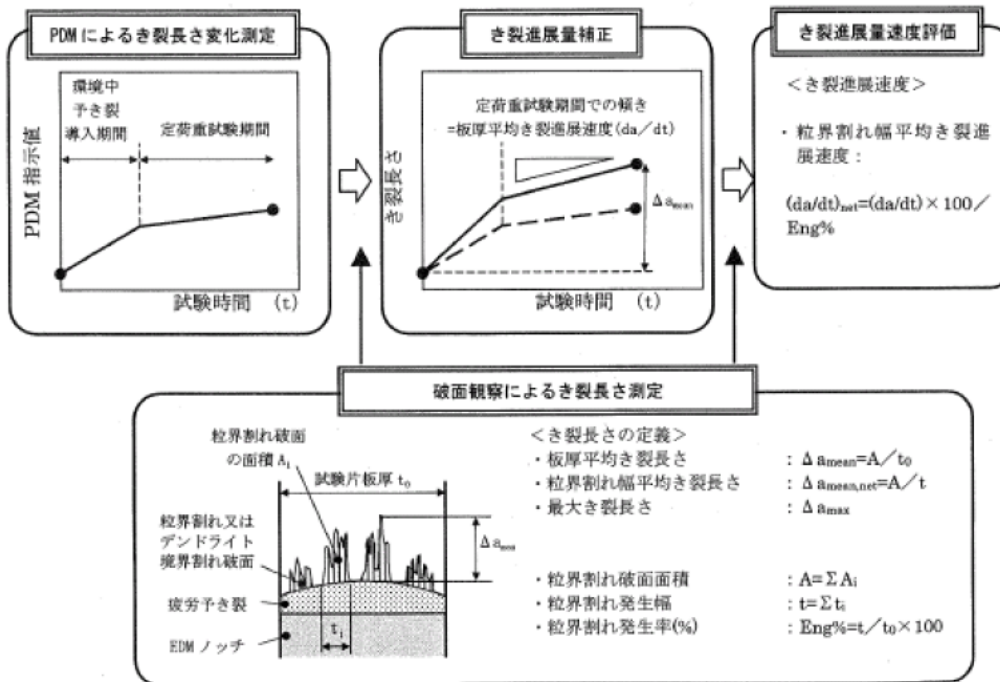 PDMによるき裂長さ変化測定
環境中
予き裂
導入期間
定荷重試験期間
PDM 指示値
試験時間 (t)
き裂進展量補正
定荷重試験期間での傾き
=板厚平均き裂進展速度(da/dt)
き裂長さ
Δamean
試験時間 (t)
き裂進展量速度評価
<き裂進展速度>
・粒界割れ幅平均き裂進
展速度:
(da/dt)net=(da/dt)×100/
Eng%
破面観察によるき裂長さ測定
粒界割れ破面
の面積 Ai
試験片板厚 t0
粒界割れ又は
デンドライト
境界割れ破面
疲労予き裂
EDM ノッチ
ti
<き裂長さの定義>
・板厚平均き裂長さ : Δamean=A/t0
・粒界割れ幅平均き裂長さ : Δamean,net=A/t
・最大き裂長さ : Δamax
・粒界割れ破面面積 : A=ΣAi
・粒界割れ発生幅 : t=Σti
・粒界割れ発生率(%) : Eng%=t/t0×100